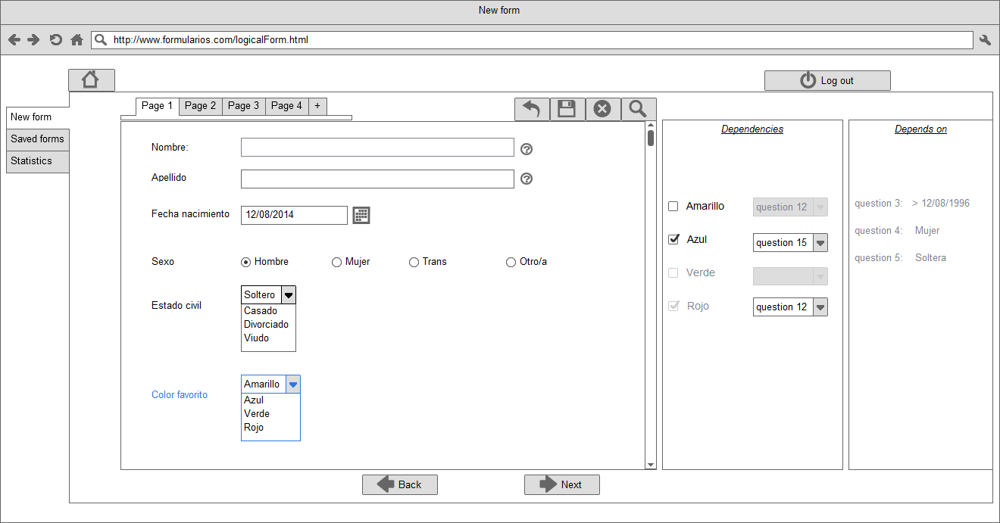 New form
http://www.formularios.com/logicalForm.html
Log out
New form
Saved forms
Statistics
Page 1 Page 2 Page 3 Page 4 +
Nombre:
Apellido
Fecha nacimiento 12/08/2014
Sexo Hombre Mujer Trans Otro/a
Estado civil Soltero
Casado
Divorciado
Viudo
Color favorito Amarillo
Azul
Verde
Rojo
Back Next
Dependencies
Amarillo question 12
Azul question 15
Verde
Rojo question 12
Depends on
question 3: > 12/08/1996
question 4: Mujer
question 5: Soltera